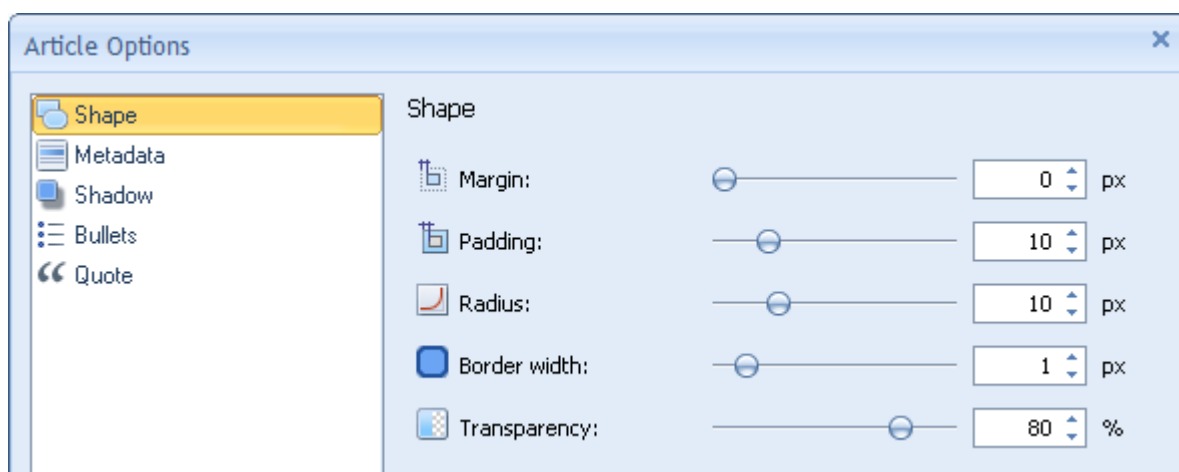 Article Options
Shape
Metadata
Shadow
Bullets
Quote
Shape
Margin: 0 px
Padding: 10 px
Radius: 10 px
Border width: 1 px
Transparency: 80 %